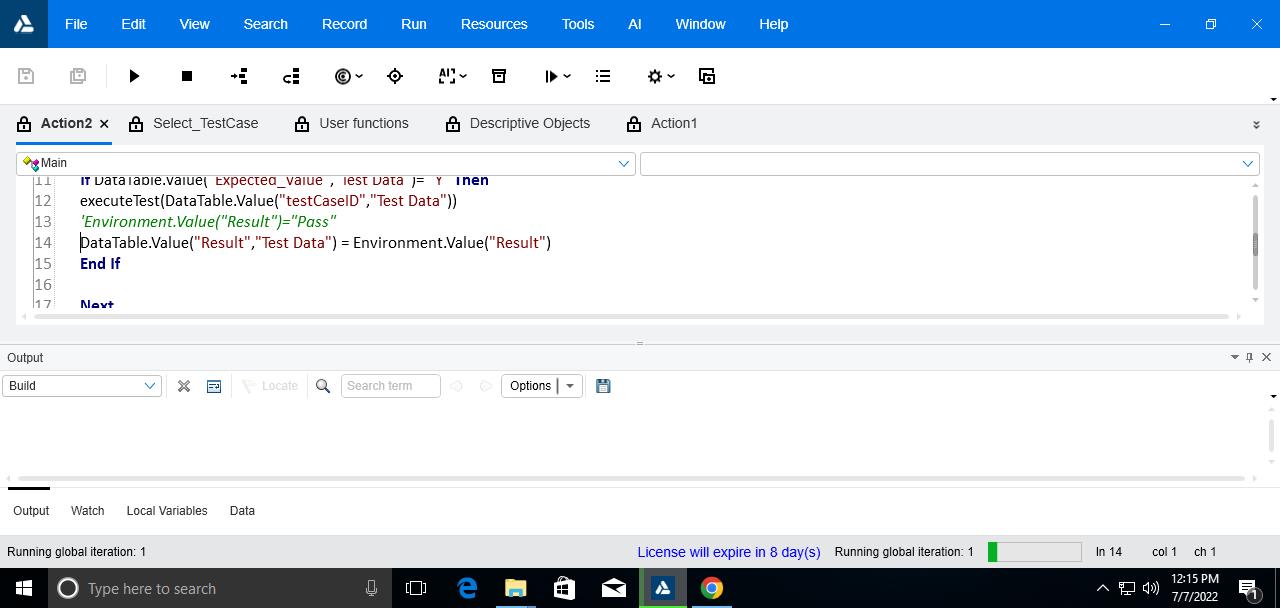 File Edit View Search Record Run Resources Tools AI Window Help
AI
Action2 Select_TestCase User functions Descriptive Objects Action1
Main
11 If DataTable.Value("Expected_Value","Test Data")="Y" Then
12 executeTest(DataTable.Value("testCaseID","Test Data"))
13 'Environment.Value("Result")="Pass"
14 DataTable.Value("Result","Test Data") = Environment.Value("Result")
15 End If
16
17 Next
Output
Build Locate Search term Options
Output Watch Local Variables Data
Running global iteration: 1 License will expire in 8 day(s) Running global iteration: 1 ln 14 col 1 ch 1
Type here to search 12:15 PM
7/7/2022 1